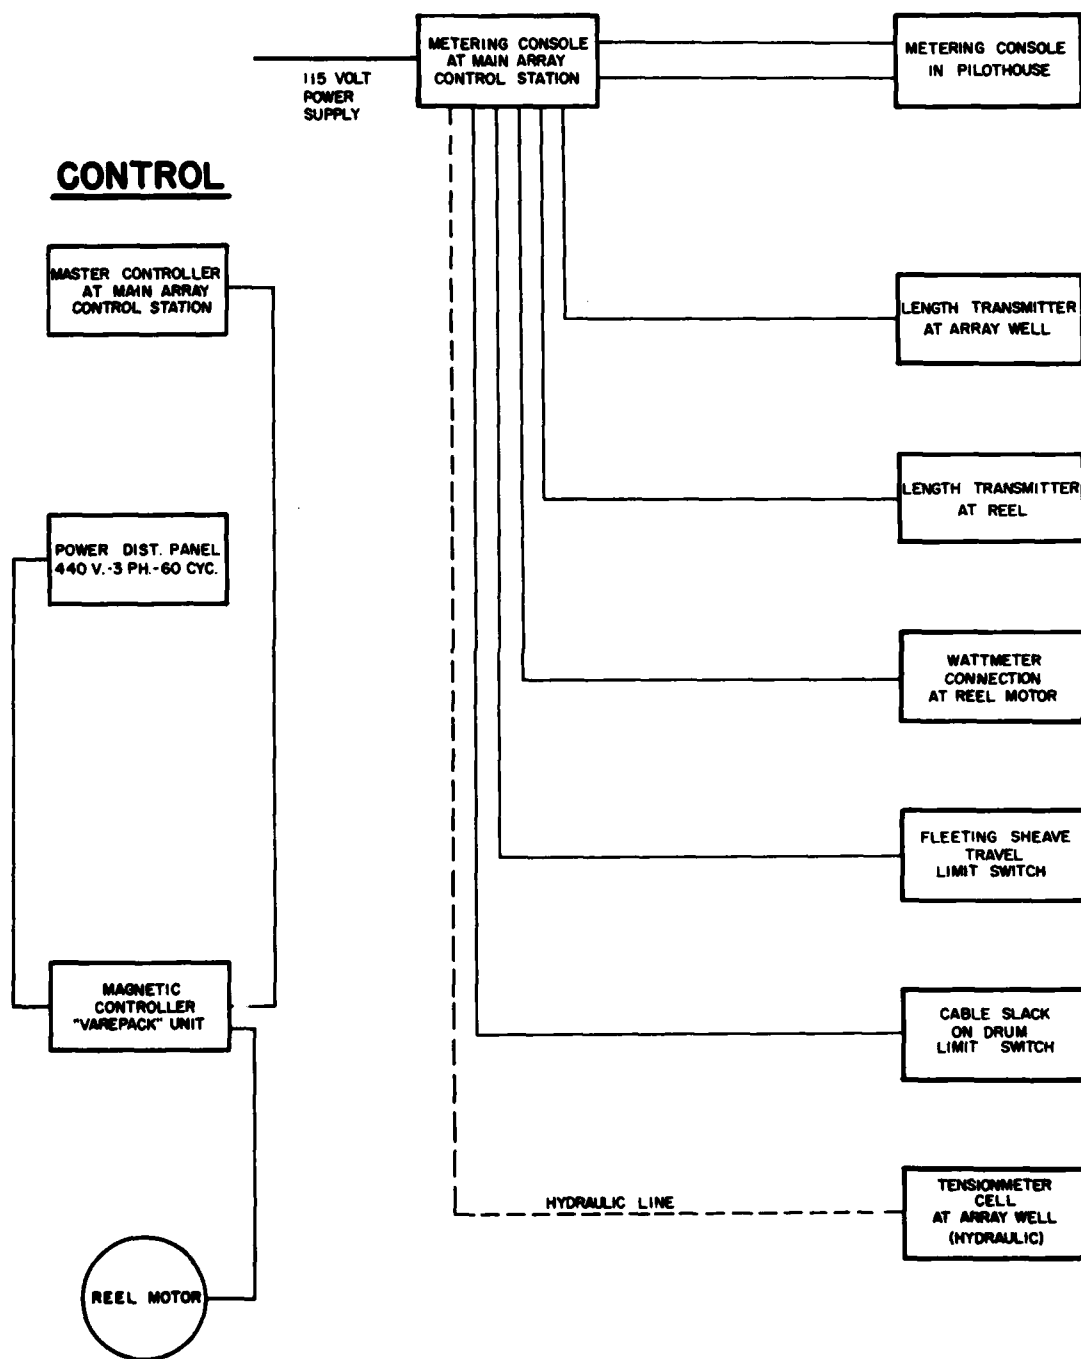 METERING CONSOLE
AT MAIN ARRAY
CONTROL STATION
METERING CONSOLE
IN PILOTHOUSE
115 VOLT
POWER
SUPPLY
CONTROL
MASTER CONTROLLER
AT MAIN ARRAY
CONTROL STATION
LENGTH TRANSMITTER
AT ARRAY WELL
LENGTH TRANSMITTER
AT REEL
POWER DIST. PANEL
440 V.-3 PH.-60 CYC.
WATTMETER
CONNECTION
AT REEL MOTOR
FLEETING SHEAVE
TRAVEL
LIMIT SWITCH
MAGNETIC
CONTROLLER
"VAREPACK" UNIT
CABLE SLACK
ON DRUM
LIMIT SWITCH
HYDRAULIC LINE
TENSIONMETER
CELL
AT ARRAY WELL
(HYDRAULIC)
REEL MOTOR